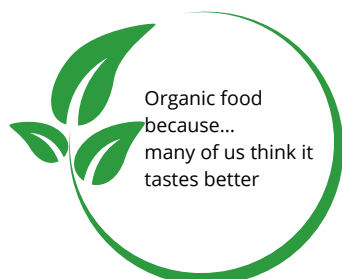 Organic food
because...
many of us think it
tastes better